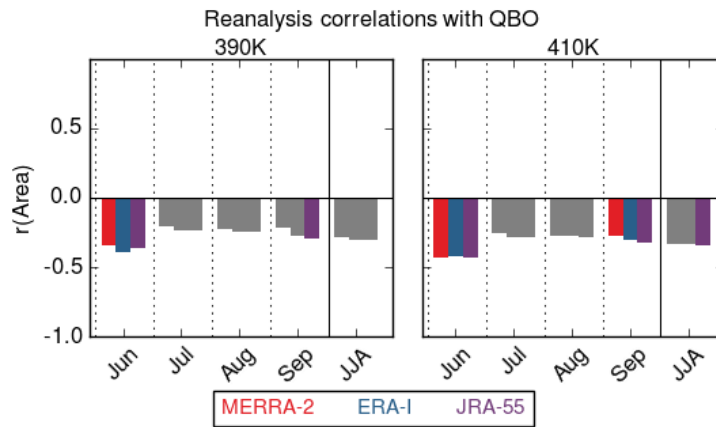 Reanalysis correlations with QBO
390K
410K
r(Area)
0.5
0.0
-0.5
-1.0
Jun
Jul
Aug
Sep
JJA
Jun
Jul
Aug
Sep
JJA
MERRA-2 ERA-I JRA-55